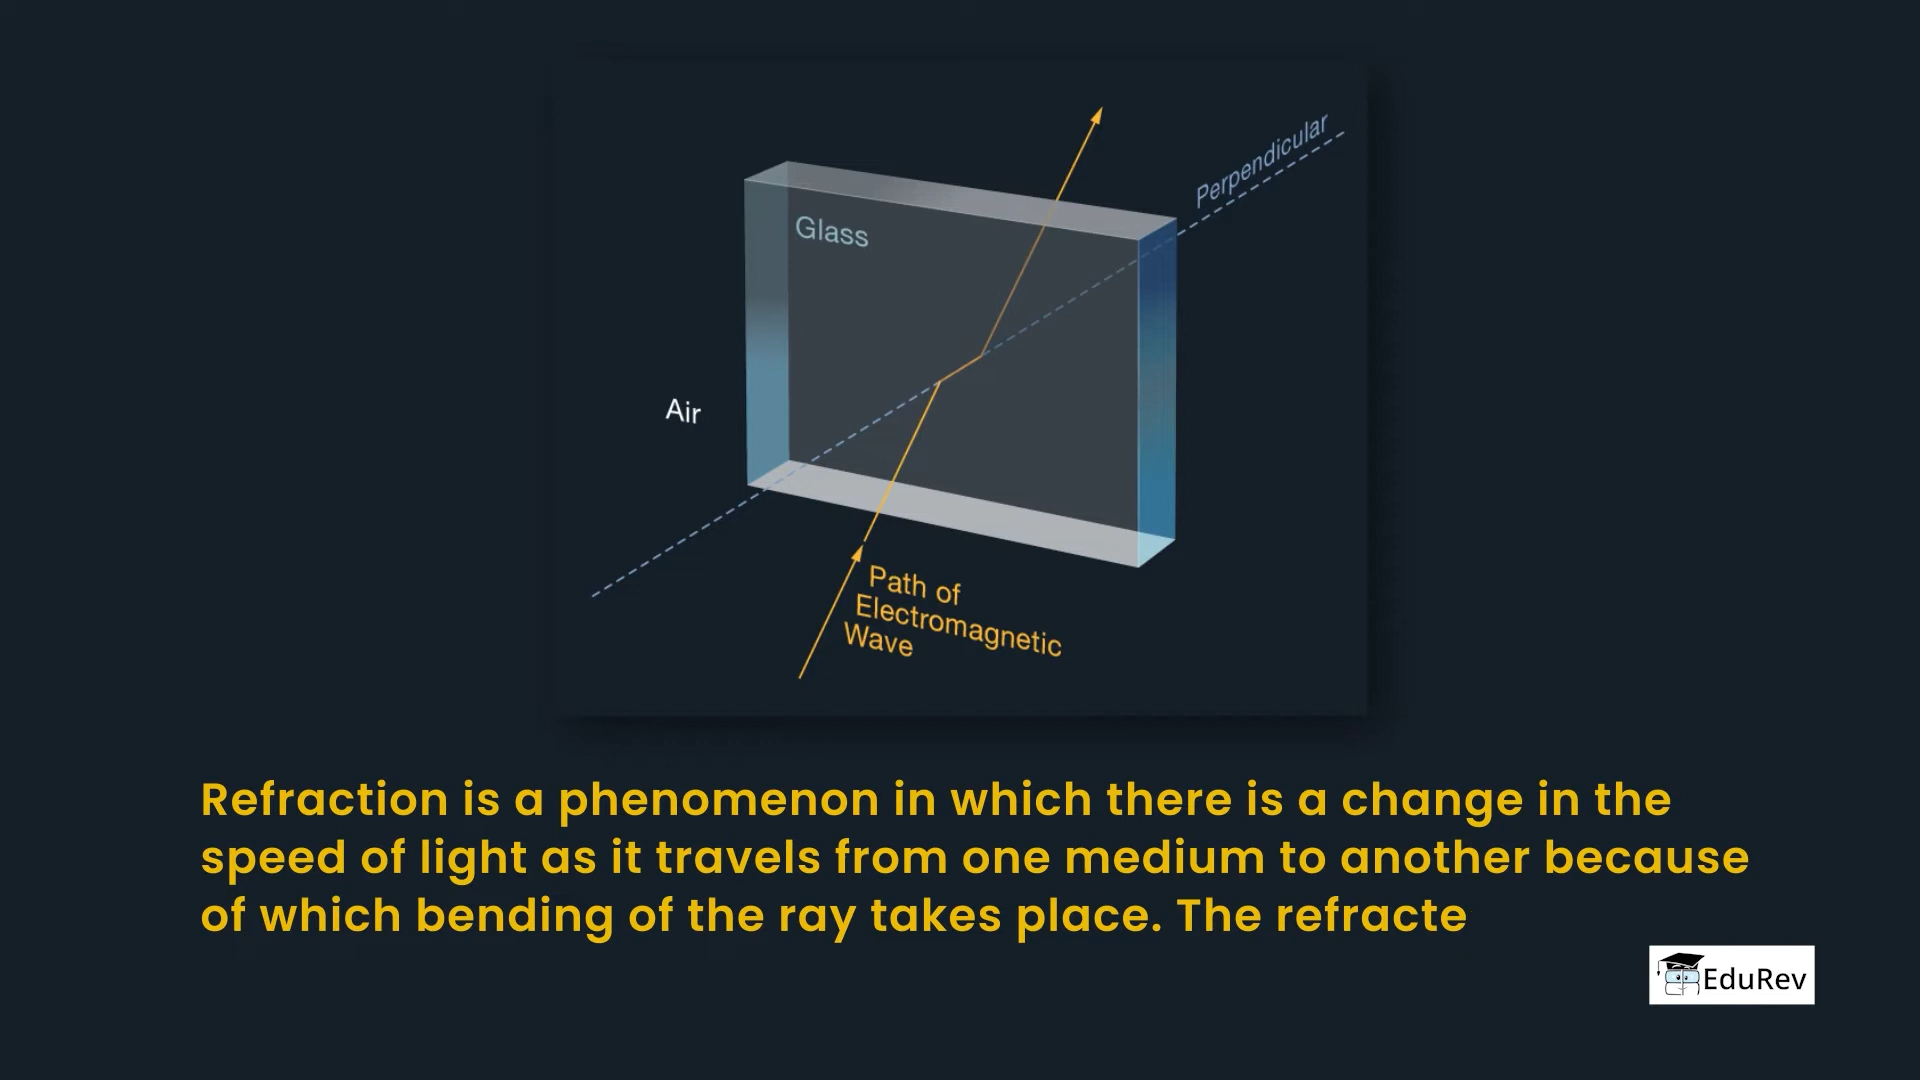 Perpendicular
Glass
Air
Path of
Electromagnetic
Wave
Refraction is a phenomenon in which there is a change in the
speed of light as it travels from one medium to another because
of which bending of the ray takes place. The refracte
EduRev